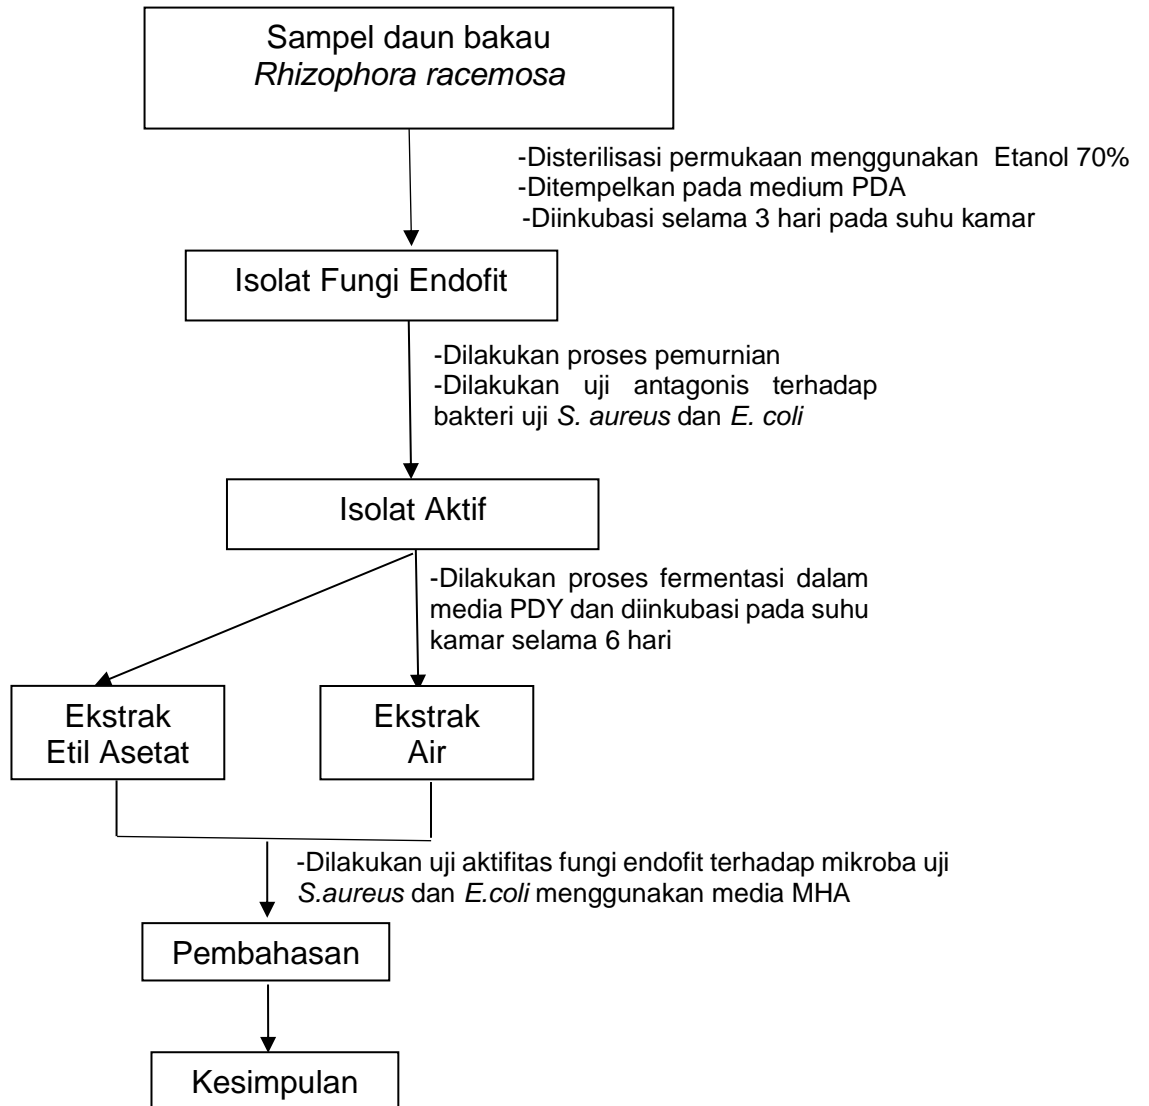 Sampel daun bakau
Rhizophora racemosa
-Disterilisasi permukaan menggunakan Etanol 70%
-Ditempelkan pada medium PDA
-Diinkubasi selama 3 hari pada suhu kamar
Isolat Fungi Endofit
-Dilakukan proses pemurnian
-Dilakukan uji antagonis terhadap
bakteri uji S. aureus dan E. coli
Isolat Aktif
-Dilakukan proses fermentasi dalam
media PDY dan diinkubasi pada suhu
kamar selama 6 hari
Ekstrak
Etil Asetat
Ekstrak
Air
-Dilakukan uji aktifitas fungi endofit terhadap mikroba uji
S.aureus dan E.coli menggunakan media MHA
Pembahasan
Kesimpulan